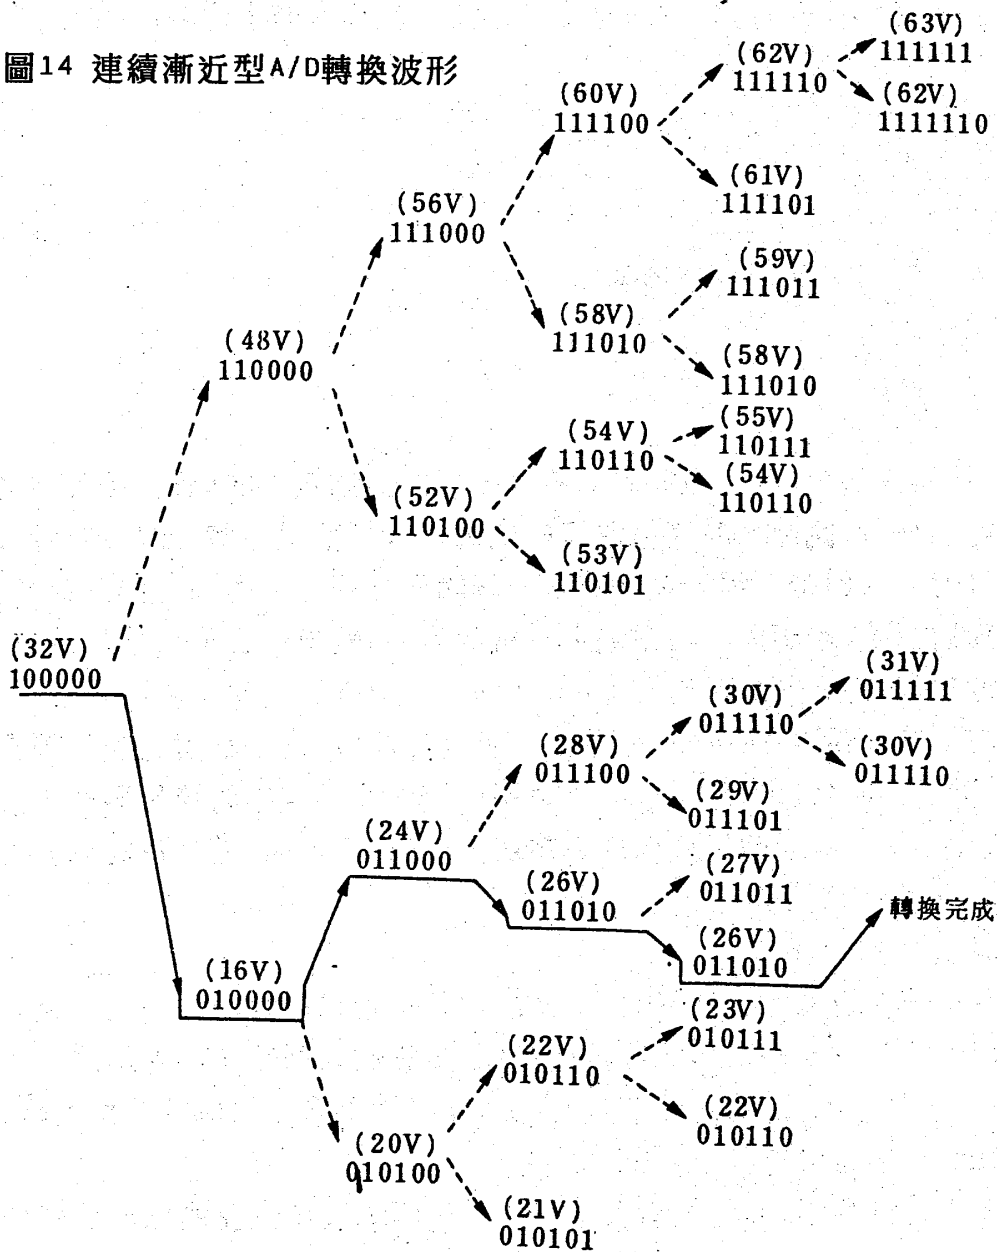 圖14 連續漸近型A/D轉換波形
(63V)
111111
(62V)
111110
(62V)
1111110
(60V)
111100
(61V)
111101
(56V)
111000
(59V)
111011
(58V)
111010
(58V)
111010
(48V)
110000
(55V)
110111
(54V)
110110
(54V)
110110
(52V)
110100
(53V)
110101
(32V)
100000
(31V)
011111
(30V)
011110
(30V)
011110
(28V)
011100
(29V)
011101
(24V)
011000
(27V)
011011
(26V)
011010
轉換完成
(26V)
011010
(16V)
010000
(23V)
010111
(22V)
010110
(22V)
010110
(20V)
010100
(21V)
010101